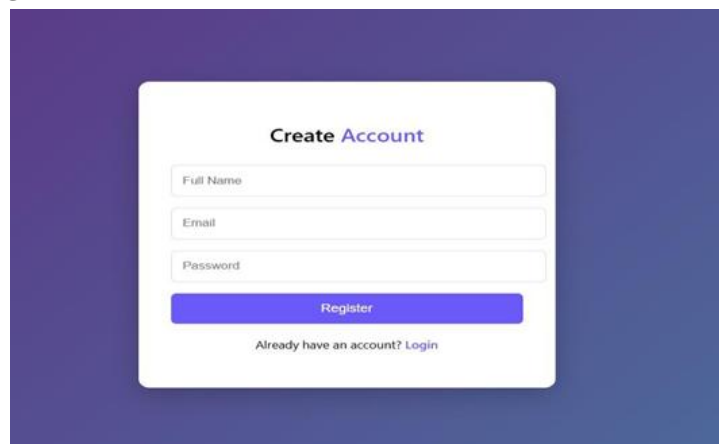 Create Account
Full Name
Email
Password
Register
Already have an account? Login